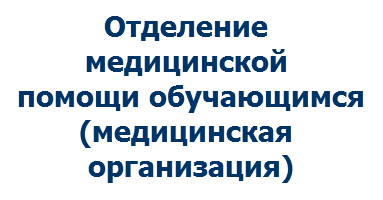 Отделение
медицинской
помощи обучающимся
(медицинская
организация)